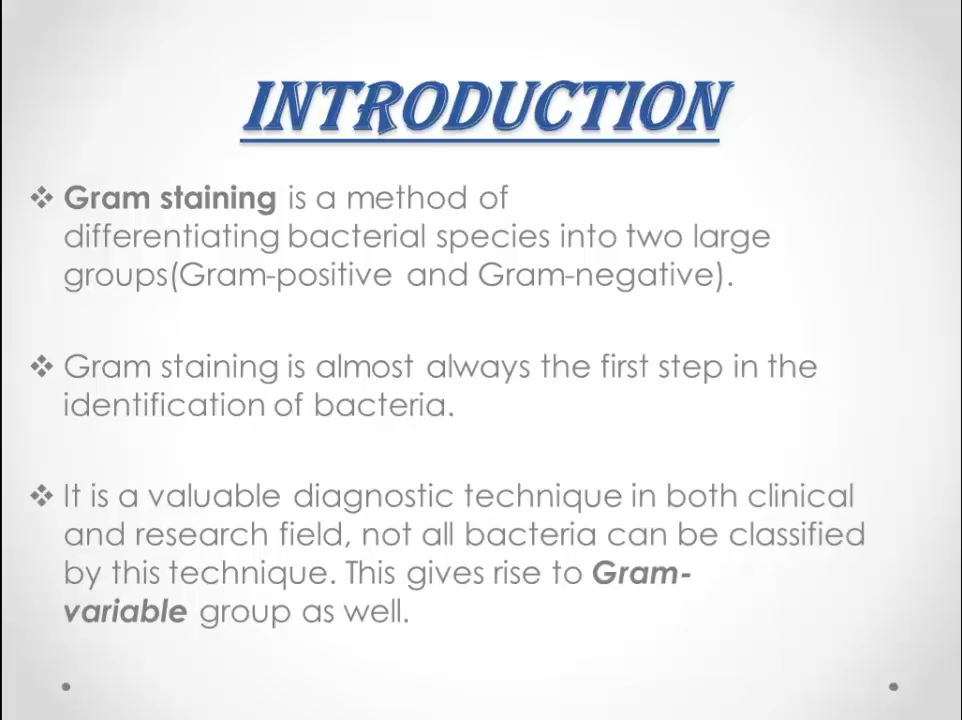 INTRODUCTION
❖ Gram staining is a method of
differentiating bacterial species into two large
groups(Gram-positive and Gram-negative).
❖ Gram staining is almost always the first step in the
identification of bacteria.
❖ It is a valuable diagnostic technique in both clinical
and research field, not all bacteria can be classified
by this technique. This gives rise to Gram-
variable group as well.